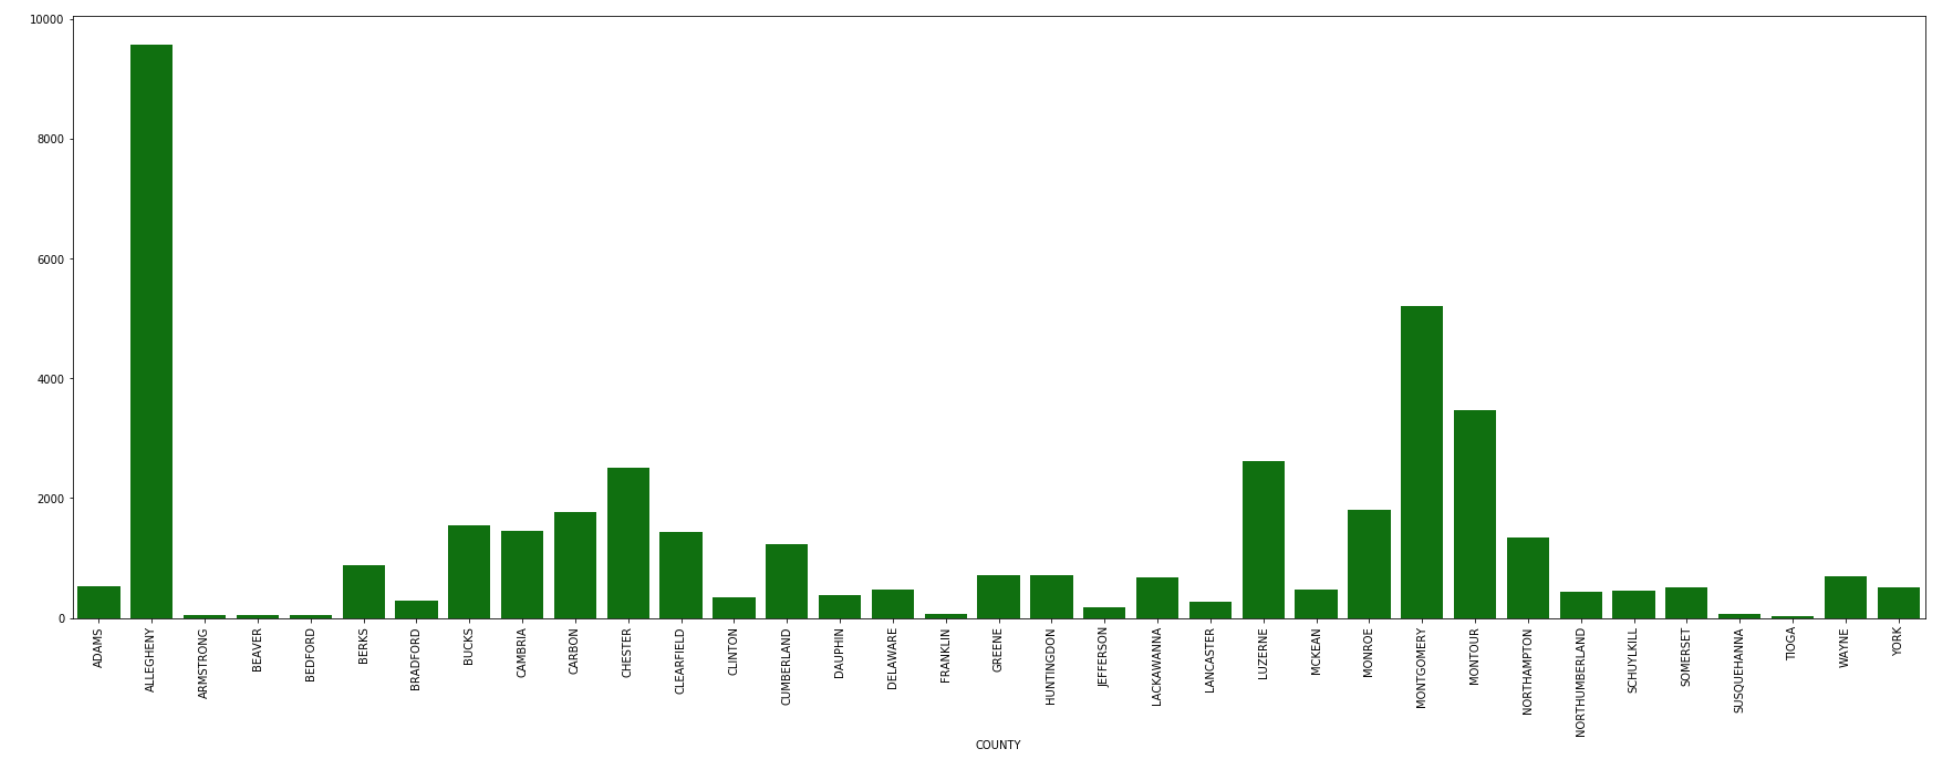 10000
8000
6000
4000
2000
0
ADAMS
ALLEGHENY
ARMSTRONG
BEAVER
BEDFORD
BERKS
BRADFORD
BUCKS
CAMBRIA
CARBON
CHESTER
CLEARFIELD
CLINTON
CUMBERLAND
DAUPHIN
DELAWARE
FRANKLIN
GREENE
HUNTINGDON
JEFFERSON
LACKAWANNA
LANCASTER
LUZERNE
MCKEAN
MONROE
MONTGOMERY
MONTOUR
NORTHAMPTON
NORTHUMBERLAND
SCHUYLKILL
SOMERSET
SUSQUEHANNA
TIOGA
WAYNE
YORK
COUNTY